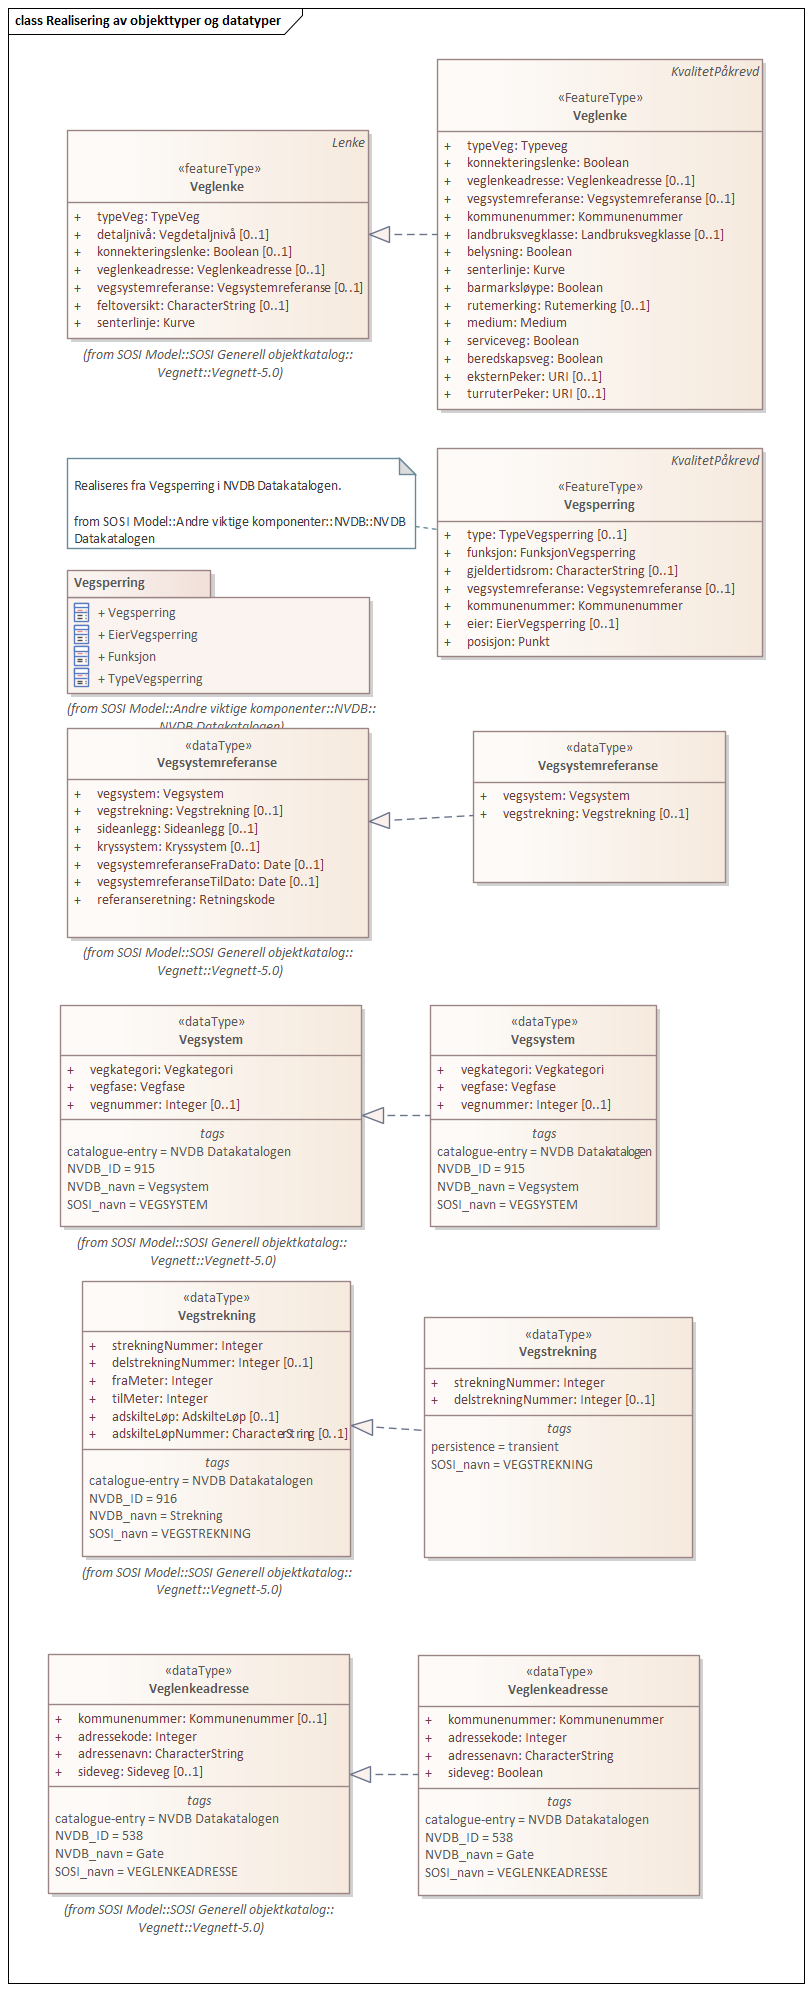 class Realisering av objekttyper og datatyper
Lenke
«featureType»
Veglenke
+ typeVeg: TypeVeg
+ detaljnivå: Vegdetaljnivå [0..1]
+ konnekteringslenke: Boolean [0..1]
+ veglenkeadresse: Veglenkeadresse [0..1]
+ vegsystemreferanse: Vegsystemreferanse [0..1]
+ feltoversikt: CharacterString [0..1]
+ senterlinje: Kurve
(from SOSI Model::SOSI Generell objektkatalog::
Vegnett::Vegnett-5.0)
KvalitetPåkrevd
«FeatureType»
Veglenke
+ typeVeg: Typeveg
+ konnekteringslenke: Boolean
+ veglenkeadresse: Veglenkeadresse [0..1]
+ vegsystemreferanse: Vegsystemreferanse [0..1]
+ kommunenummer: Kommunenummer
+ landbruksvegklasse: Landbruksvegklasse [0..1]
+ belysning: Boolean
+ senterlinje: Kurve
+ barmarksløype: Boolean
+ rutemerking: Rutemerking [0..1]
+ medium: Medium
+ serviceveg: Boolean
+ beredskapsveg: Boolean
+ eksternPeker: URI [0..1]
+ turruterPeker: URI [0..1]
Realiseres fra Vegsperring i NVDB Datakatalogen.
from SOSI Model::Andre viktige komponenter::NVDB::NVDB
Datakatalogen
KvalitetPåkrevd
«FeatureType»
Vegsperring
+ type: TypeVegsperring [0..1]
+ funksjon: FunksjonVegsperring
+ gjeldertidsrom: CharacterString [0..1]
+ vegsystemreferanse: Vegsystemreferanse [0..1]
+ kommunenummer: Kommunenummer
+ eier: EierVegsperring [0..1]
+ posisjon: Punkt
Vegsperring
+ Vegsperring
+ EierVegsperring
+ Funksjon
+ TypeVegsperring
(from SOSI Model::Andre viktige komponenter::NVDB::
NVDB Datakatalogen)
«dataType»
Vegsystemreferanse
+ vegsystem: Vegsystem
+ vegstrekning: Vegstrekning [0..1]
+ sideanlegg: Sideanlegg [0..1]
+ kryssystem: Kryssystem [0..1]
+ vegsystemreferanseFraDato: Date [0..1]
+ vegsystemreferanseTilDato: Date [0..1]
+ referanseretning: Retningskode
(from SOSI Model::SOSI Generell objektkatalog::
Vegnett::Vegnett-5.0)
«dataType»
Vegsystemreferanse
+ vegsystem: Vegsystem
+ vegstrekning: Vegstrekning [0..1]
«dataType»
Vegsystem
+ vegkategori: Vegkategori
+ vegfase: Vegfase
+ vegnummer: Integer [0..1]
tags
catalogue-entry = NVDB Datakatalogen
NVDB_ID = 915
NVDB_navn = Vegsystem
SOSI_navn = VEGSYSTEM
(from SOSI Model::SOSI Generell objektkatalog::
Vegnett::Vegnett-5.0)
«dataType»
Vegsystem
+ vegkategori: Vegkategori
+ vegfase: Vegfase
+ vegnummer: Integer [0..1]
tags
catalogue-entry = NVDB Datakatalogen
NVDB_ID = 915
NVDB_navn = Vegsystem
SOSI_navn = VEGSYSTEM
«dataType»
Vegstrekning
+ strekningNummer: Integer
+ delstrekningNummer: Integer [0..1]
+ fraMeter: Integer
+ tilMeter: Integer
+ adskilteLøp: AdskilteLøp [0..1]
+ adskilteLøpNummer: CharacterString [0..1]
tags
catalogue-entry = NVDB Datakatalogen
NVDB_ID = 916
NVDB_navn = Strekning
SOSI_navn = VEGSTREKNING
(from SOSI Model::SOSI Generell objektkatalog::
Vegnett::Vegnett-5.0)
«dataType»
Vegstrekning
+ strekningNummer: Integer
+ delstrekningNummer: Integer [0..1]
tags
persistence = transient
SOSI_navn = VEGSTREKNING
«dataType»
Veglenkeadresse
+ kommunenummer: Kommunenummer [0..1]
+ adressekode: Integer
+ adressenavn: CharacterString
+ sideveg: Sideveg [0..1]
tags
catalogue-entry = NVDB Datakatalogen
NVDB_ID = 538
NVDB_navn = Gate
SOSI_navn = VEGLENKEADRESSE
(from SOSI Model::SOSI Generell objektkatalog::
Vegnett::Vegnett-5.0)
«dataType»
Veglenkeadresse
+ kommunenummer: Kommunenummer
+ adressekode: Integer
+ adressenavn: CharacterString
+ sideveg: Boolean
tags
catalogue-entry = NVDB Datakatalogen
NVDB_ID = 538
NVDB_navn = Gate
SOSI_navn = VEGLENKEADRESSE